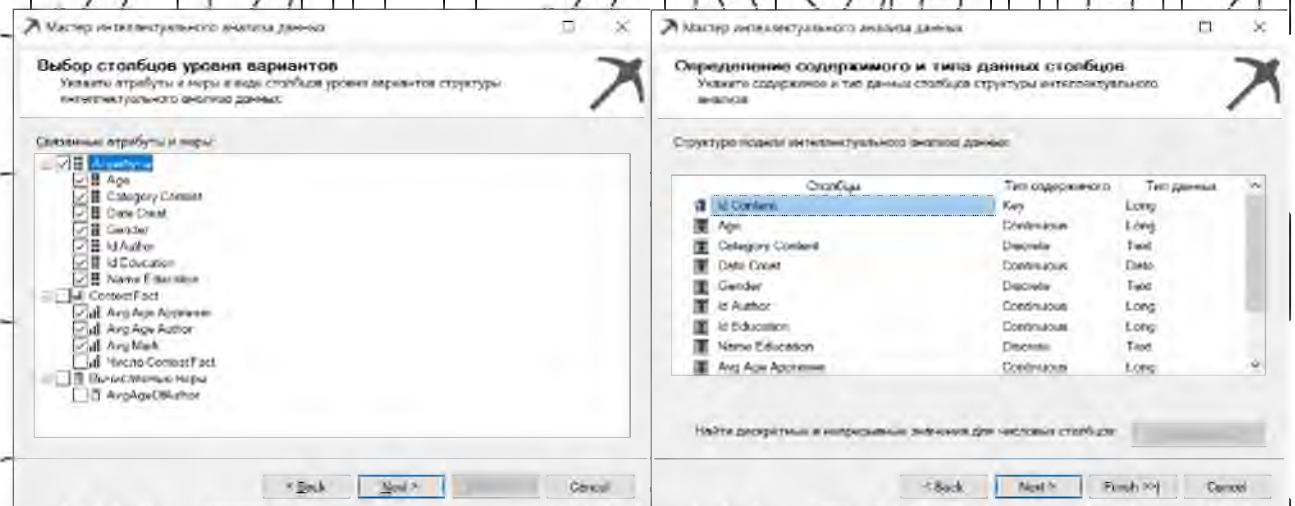 Мастер интеллектуального анализа данных
Выбор столбцов уровня вариантов
Укажите атрибуты и меры в виде столбцов уровня вариантов структуры
интеллектуального анализа данных.
Связанные атрибуты и меры:
Атрибуты
Age
Category Content
Date Creat
Gender
Id Author
Id Education
Name Education
Content Fact
Avg Age Appraiser
Avg Age Author
Avg Mark
Число Content Fact
Вычисляемые меры
AvgAgeOfAuthor
< Back
Next >
Cancel
Мастер интеллектуального анализа данных
Определение содержимого и типа данных столбцов
Укажите содержимое и тип данных столбцов структуры интеллектуального
анализа.
Структура модели интеллектуального анализа данных:
Столбцы Тип содержимого Тип данных
Id Content Key Long
Age Continuous Long
Category Content Discrete Text
Date Creat Continuous Date
Gender Discrete Text
Id Author Continuous Long
Id Education Continuous Long
Name Education Discrete Text
Avg Age Appraiser Continuous Long
Найти дискретные и непрерывные значения для числовых столбцов:
< Back
Next >
Finish >>|
Cancel